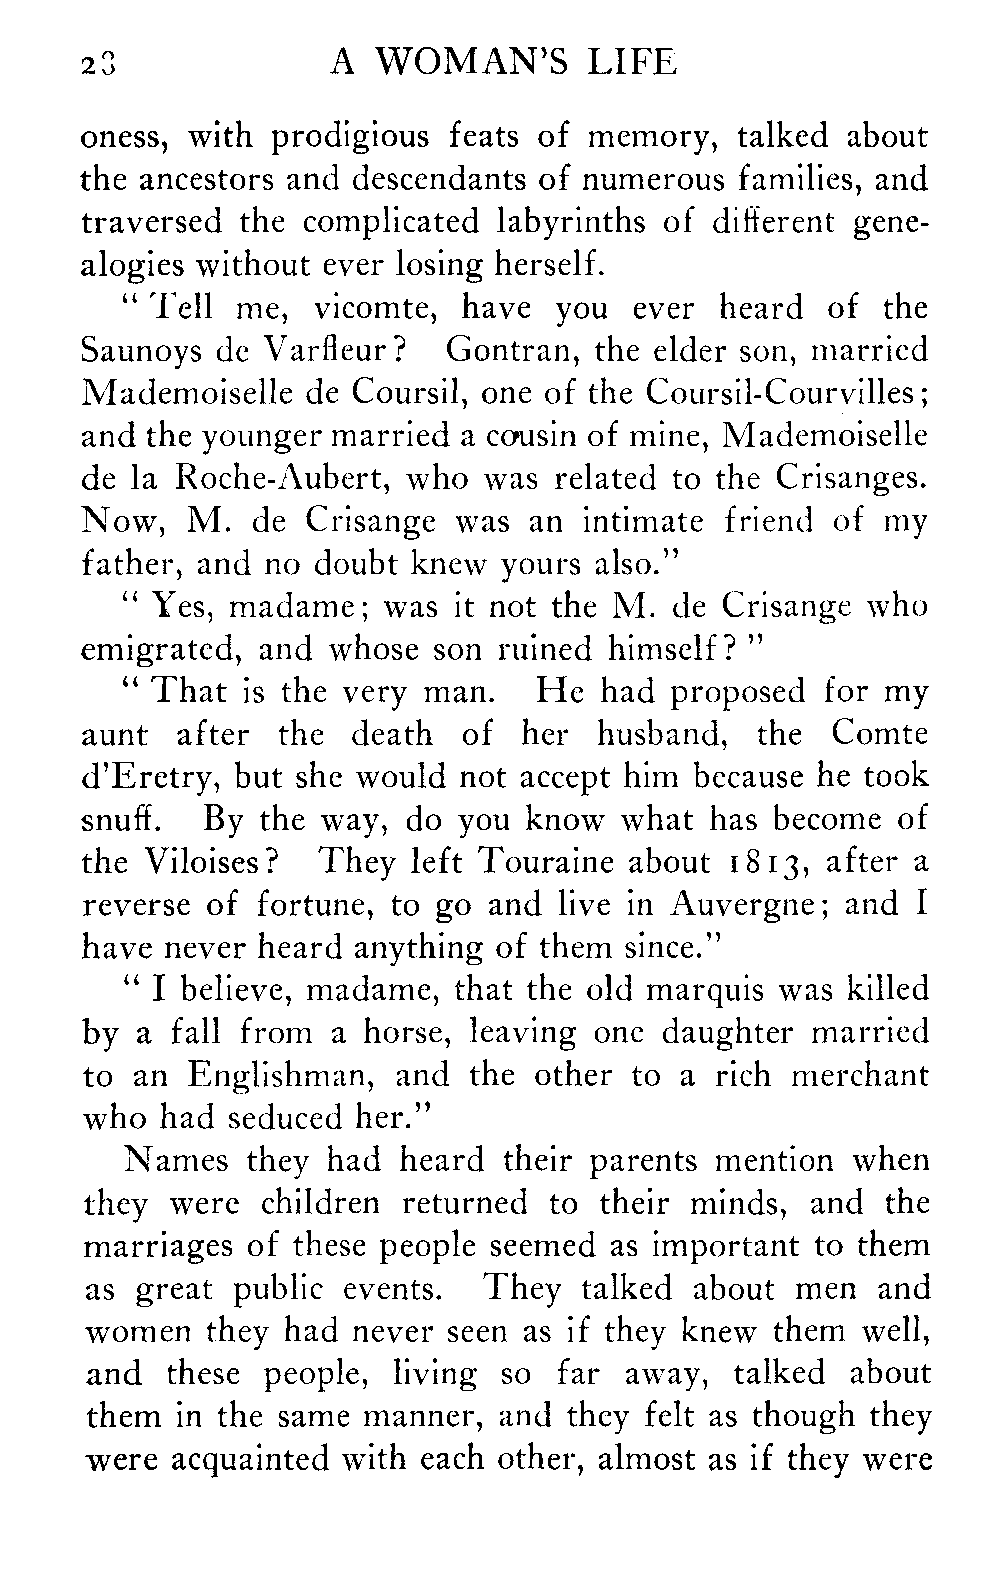 28 A WOMAN'S LIFE
oness, with prodigious feats of memory, talked about
the ancestors and descendants of numerous families, and
traversed the complicated labyrinths of different gene-
alogies without ever losing herself.
“ Tell me, vicomte, have you ever heard of the
Saunoys de Varfleur? Gontran, the elder son, married
Mademoiselle de Coursil, one of the Coursil-Courvilles;
and the younger married a cousin of mine, Mademoiselle
de la Roche-Aubert, who was related to the Crisanges.
Now, M. de Crisange was an intimate friend of my
father, and no doubt knew yours also.”
“ Yes, madame; was it not the M. de Crisange who
emigrated, and whose son ruined himself? ”
“ That is the very man. He had proposed for my
aunt after the death of her husband, the Comte
d'Eretry, but she would not accept him because he took
snuff. By the way, do you know what has become of
the Viloises? They left Touraine about 1813, after a
reverse of fortune, to go and live in Auvergne; and I
have never heard anything of them since.”
“ I believe, madame, that the old marquis was killed
by a fall from a horse, leaving one daughter married
to an Englishman, and the other to a rich merchant
who had seduced her.”
Names they had heard their parents mention when
they were children returned to their minds, and the
marriages of these people seemed as important to them
as great public events. They talked about men and
women they had never seen as if they knew them well,
and these people, living so far away, talked about
them in the same manner, and they felt as though they
were acquainted with each other, almost as if they were